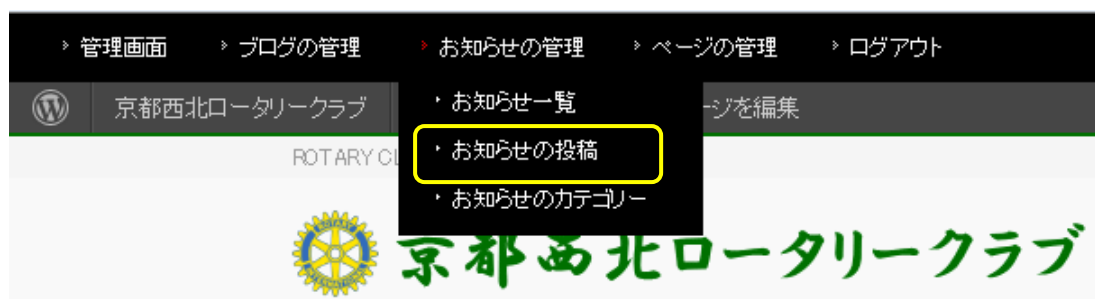 管理画面 ブログの管理 お知らせの管理 ページの管理 ログアウト
京都西北ロータリークラブ ージを編集
お知らせ一覧
お知らせの投稿
お知らせのカテゴリー
ROTARY CL
京都西北ロータリークラブ